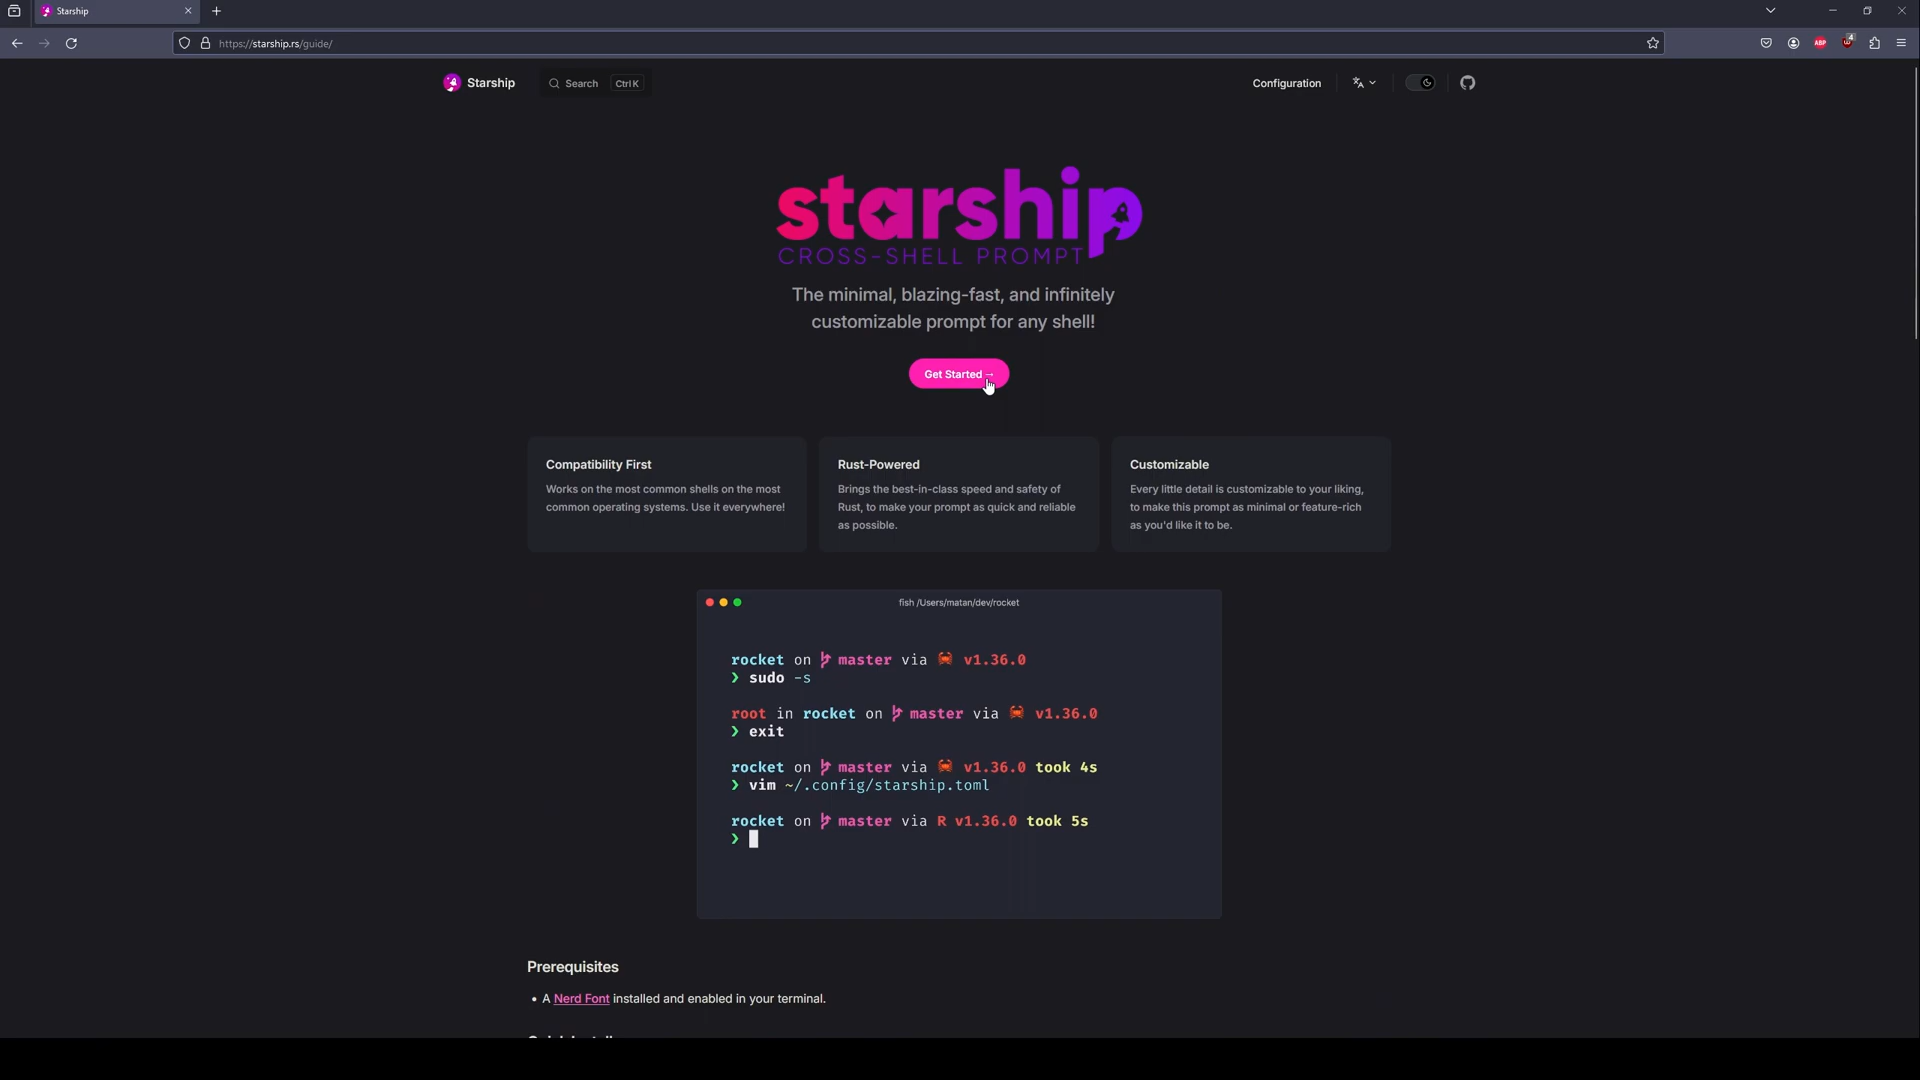 Starship
https://starship.rs/guide/
ABP
4
Starship
Search
Ctrl K
Configuration
starship
CROSS-SHELL PROMPT
The minimal, blazing-fast, and infinitely
customizable prompt for any shell!
Get Started →
Compatibility First
Works on the most common shells on the most
common operating systems. Use it everywhere!
Rust-Powered
Brings the best-in-class speed and safety of
Rust, to make your prompt as quick and reliable
as possible.
Customizable
Every little detail is customizable to your liking,
to make this prompt as minimal or feature-rich
as you'd like it to be.
fish /Users/matan/dev/rocket
rocket on master via 🦀 v1.36.0
❯ sudo -s
root in rocket on master via 🦀 v1.36.0
❯ exit
rocket on master via 🦀 v1.36.0 took 4s
❯ vim ~/.config/starship.toml
rocket on master via R v1.36.0 took 5s
❯
Prerequisites
• A Nerd Font installed and enabled in your terminal.